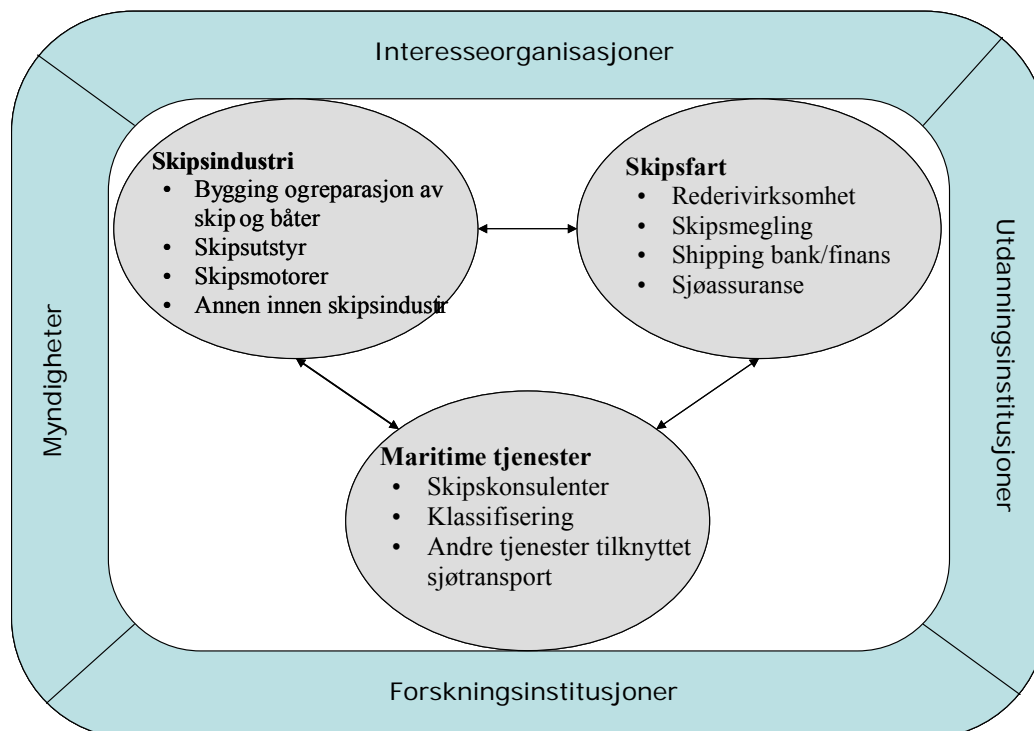 Interesseorganisasjoner
Skipsindustri
• Bygging ogreparasjon av
skip og båter
• Skipsutstyr
• Skipsmotorer
• Annen innen skipsindustir
Skipsfart
• Rederivirksomhet
• Skipsmegling
• Shipping bank/finans
• Sjøassuranse
Myndigheter
Utdanningsinstitusjoner
Maritime tjenester
• Skipskonsulenter
• Klassifisering
• Andre tjenester tilknyttet
sjøtransport
Forskningsinstitusjoner